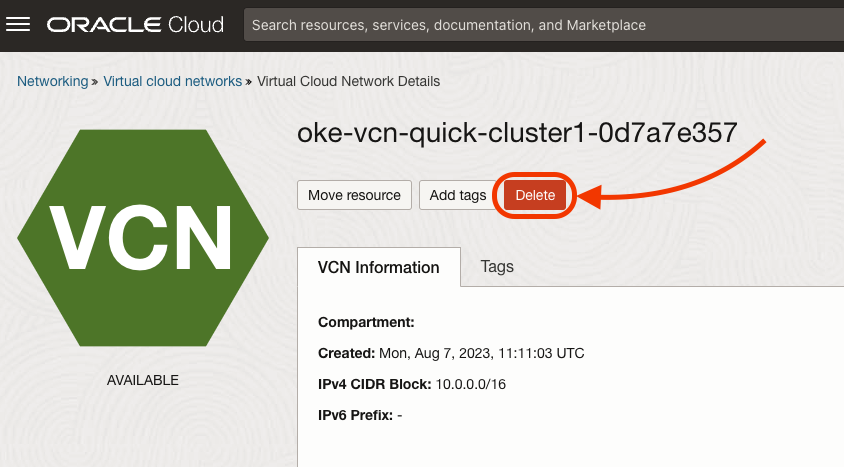 ORACLE Cloud Search resources, services, documentation, and Marketplace
Networking » Virtual cloud networks » Virtual Cloud Network Details
oke-vcn-quick-cluster1-0d7a7e357
Move resource Add tags Delete
VCN
VCN Information Tags
Compartment:
Created: Mon, Aug 7, 2023, 11:11:03 UTC
IPv4 CIDR Block: 10.0.0.0/16
IPv6 Prefix: -
AVAILABLE